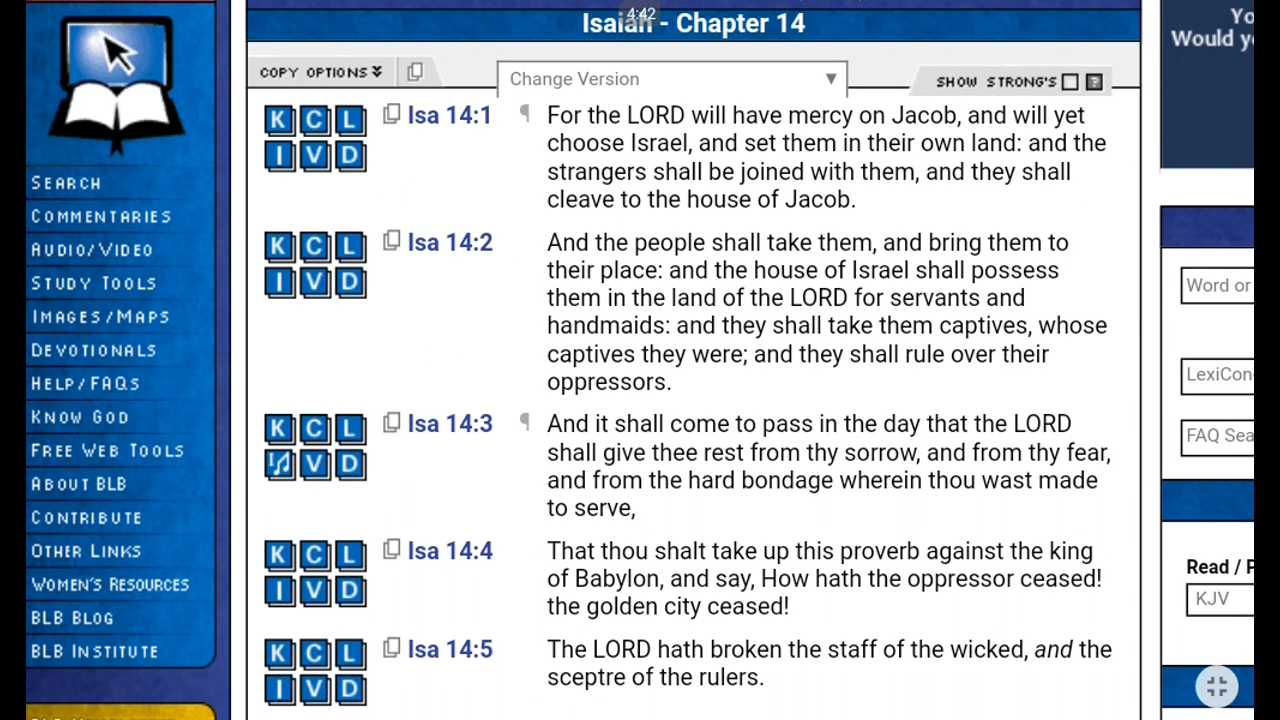 4:42
Isaiah - Chapter 14
Yo
Would yo
COPY OPTIONS
Change Version
SHOW STRONG'S ?
SEARCH
COMMENTARIES
AUDIO/VIDEO
STUDY TOOLS
IMAGES/MAPS
DEVOTIONALS
HELP/FAQS
KNOW GOD
FREE WEB TOOLS
ABOUT BLB
CONTRIBUTE
OTHER LINKS
WOMEN'S RESOURCES
BLB BLOG
BLB INSTITUTE
K C L
I V D
Isa 14:1
¶ For the LORD will have mercy on Jacob, and will yet
choose Israel, and set them in their own land: and the
strangers shall be joined with them, and they shall
cleave to the house of Jacob.
K C L
I V D
Isa 14:2
And the people shall take them, and bring them to
their place: and the house of Israel shall possess
them in the land of the LORD for servants and
handmaids: and they shall take them captives, whose
captives they were; and they shall rule over their
oppressors.
K C L
V D
Isa 14:3
¶ And it shall come to pass in the day that the LORD
shall give thee rest from thy sorrow, and from thy fear,
and from the hard bondage wherein thou wast made
to serve,
K C L
I V D
Isa 14:4
That thou shalt take up this proverb against the king
of Babylon, and say, How hath the oppressor ceased!
the golden city ceased!
K C L
I V D
Isa 14:5
The LORD hath broken the staff of the wicked, and the
sceptre of the rulers.
Word or
LexiConc
FAQ Sea
Read / P
KJV